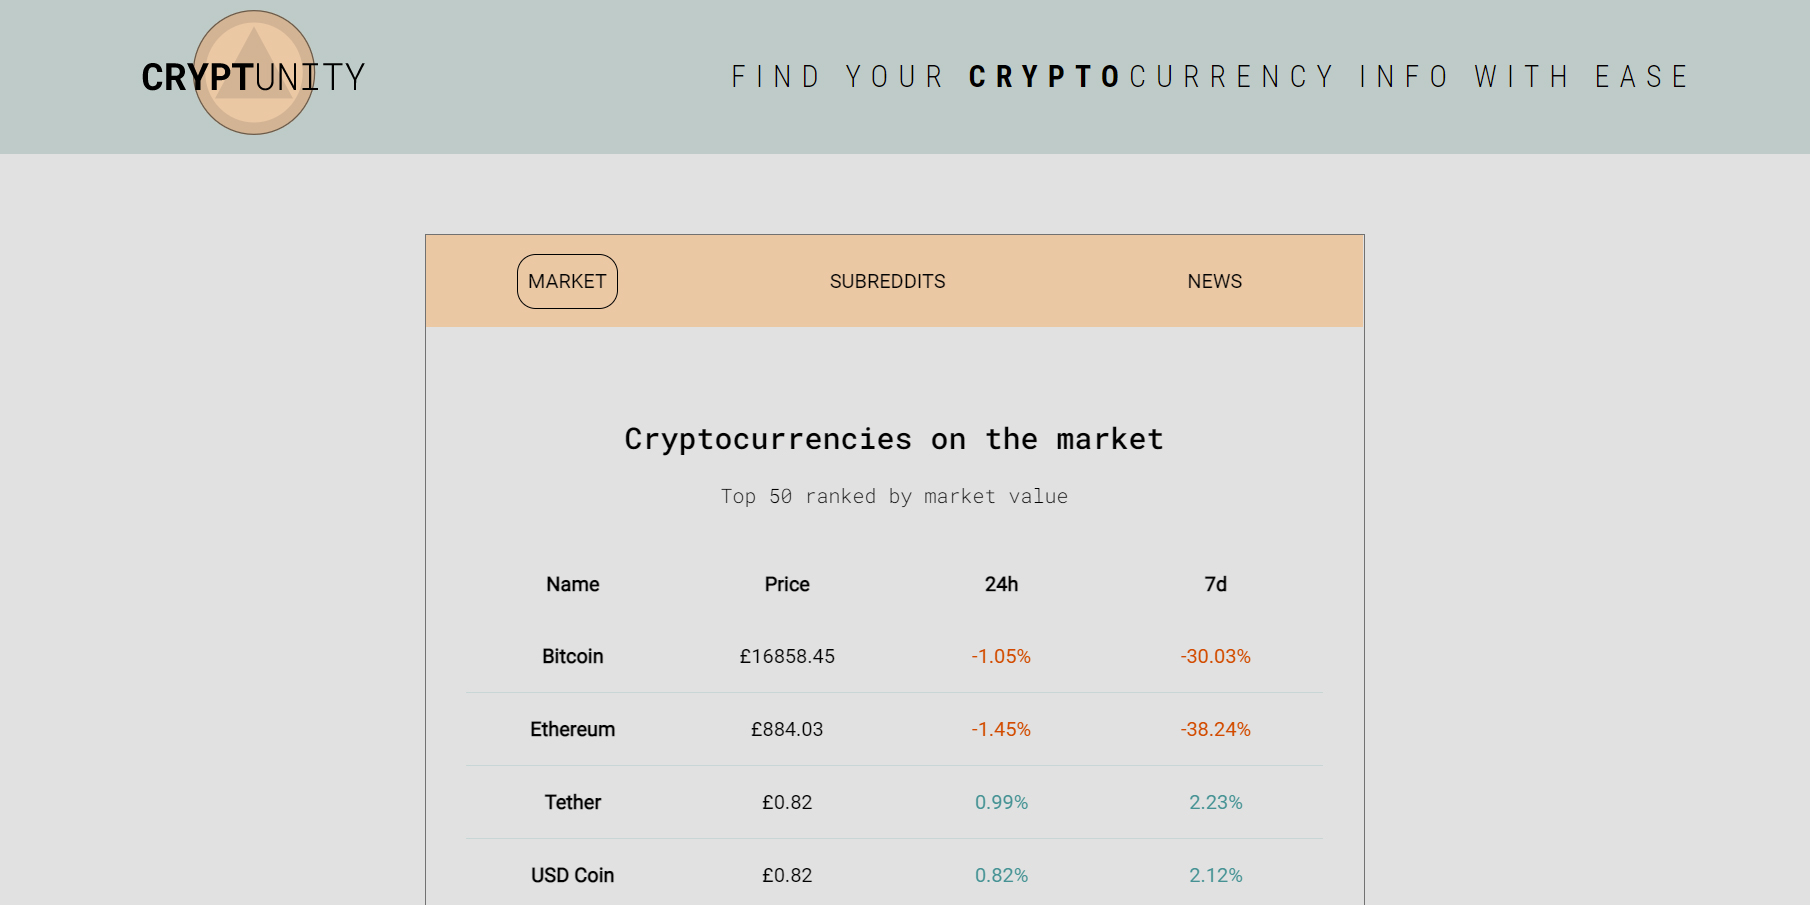 CRYPTUNITY
FIND YOUR CRYPTOCURRENCY INFO WITH EASE
MARKET SUBREDDITS NEWS
Cryptocurrencies on the market
Top 50 ranked by market value
Name Price 24h 7d
Bitcoin £16858.45 -1.05% -30.03%
Ethereum £884.03 -1.45% -38.24%
Tether £0.82 0.99% 2.23%
USD Coin £0.82 0.82% 2.12%